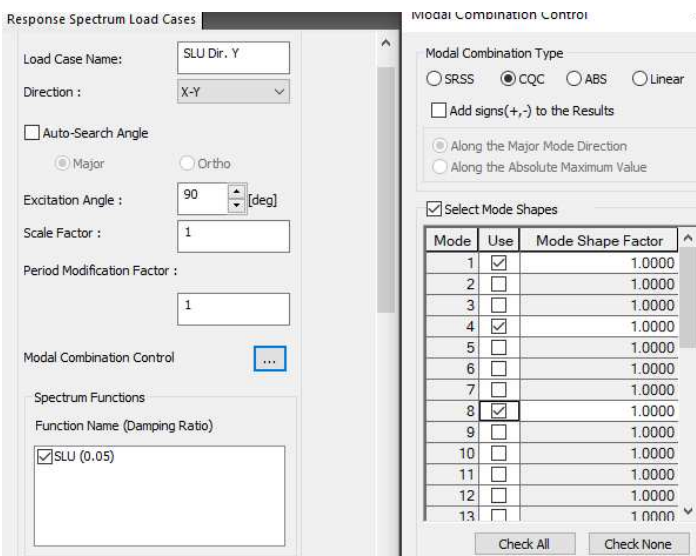 Response Spectrum Load Cases
Load Case Name:
SLU Dir. Y
Direction :
X-Y
Auto-Search Angle
Major
Ortho
Excitation Angle :
90
[deg]
Scale Factor :
1
Period Modification Factor :
1
Modal Combination Control
...
Spectrum Functions
Function Name (Damping Ratio)
SLU (0.05)
Modal Combination Control
Modal Combination Type
SRSS CQC ABS Linear
Add signs(+,-) to the Results
Along the Major Mode Direction
Along the Absolute Maximum Value
Select Mode Shapes
Mode Use Mode Shape Factor
1 1.0000
2 1.0000
3 1.0000
4 1.0000
5 1.0000
6 1.0000
7 1.0000
8 1.0000
9 1.0000
10 1.0000
11 1.0000
12 1.0000
13 1.0000
Check All Check None